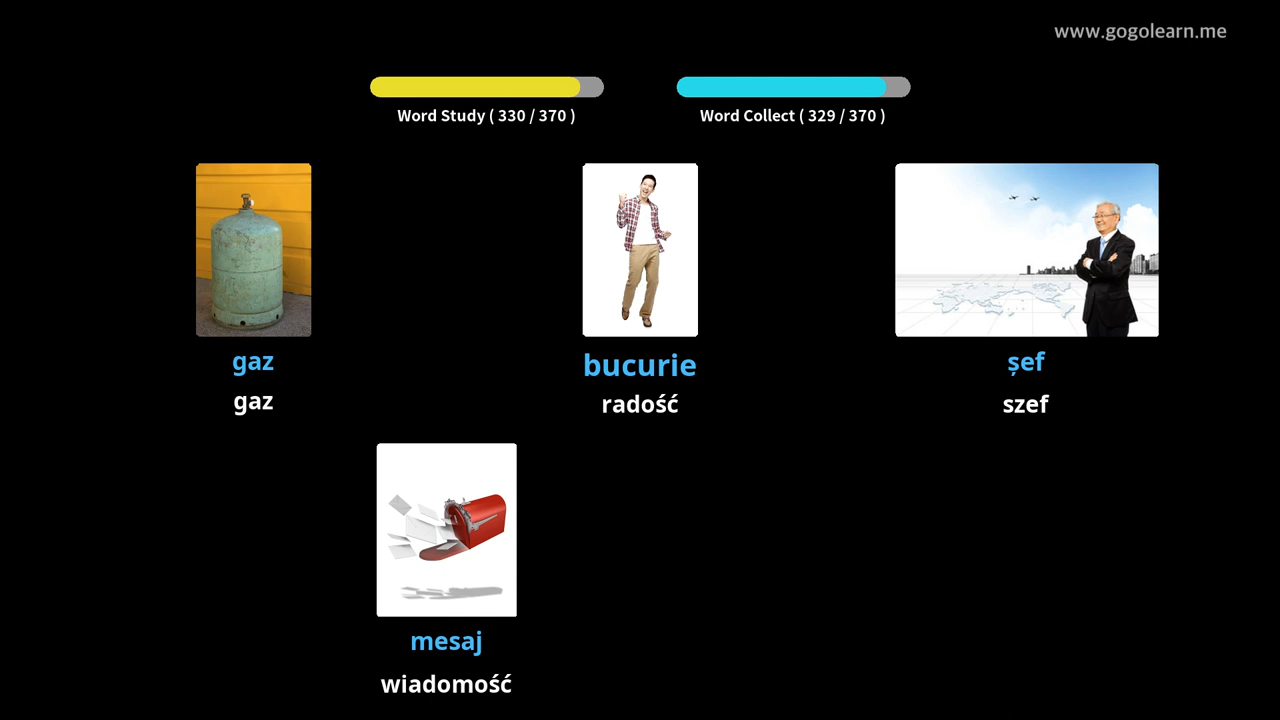 www.gogolearn.me
Word Study ( 330 / 370 )
Word Collect ( 329 / 370 )
gaz
gaz
bucurie
radość
șef
szef
mesaj
wiadomość